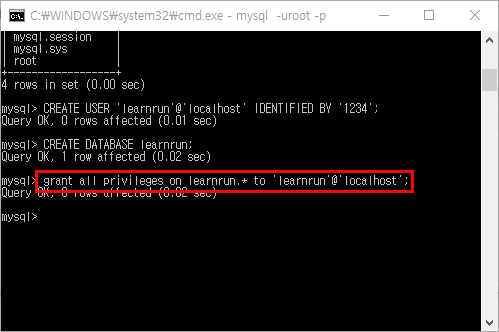 C:₩WINDOWS₩system32₩cmd.exe - mysql  -uroot -p
| mysql.session    |
| mysql.sys        |
| root             |
+------------------+
4 rows in set (0.00 sec)
mysql> CREATE USER 'learnrun'@'localhost' IDENTIFIED BY '1234';
Query OK, 0 rows affected (0.01 sec)
mysql> CREATE DATABASE learnrun;
Query OK, 1 row affected (0.02 sec)
mysql> grant all privileges on learnrun.* to 'learnrun'@'localhost';
Query OK, 0 rows affected (0.02 sec)
mysql>